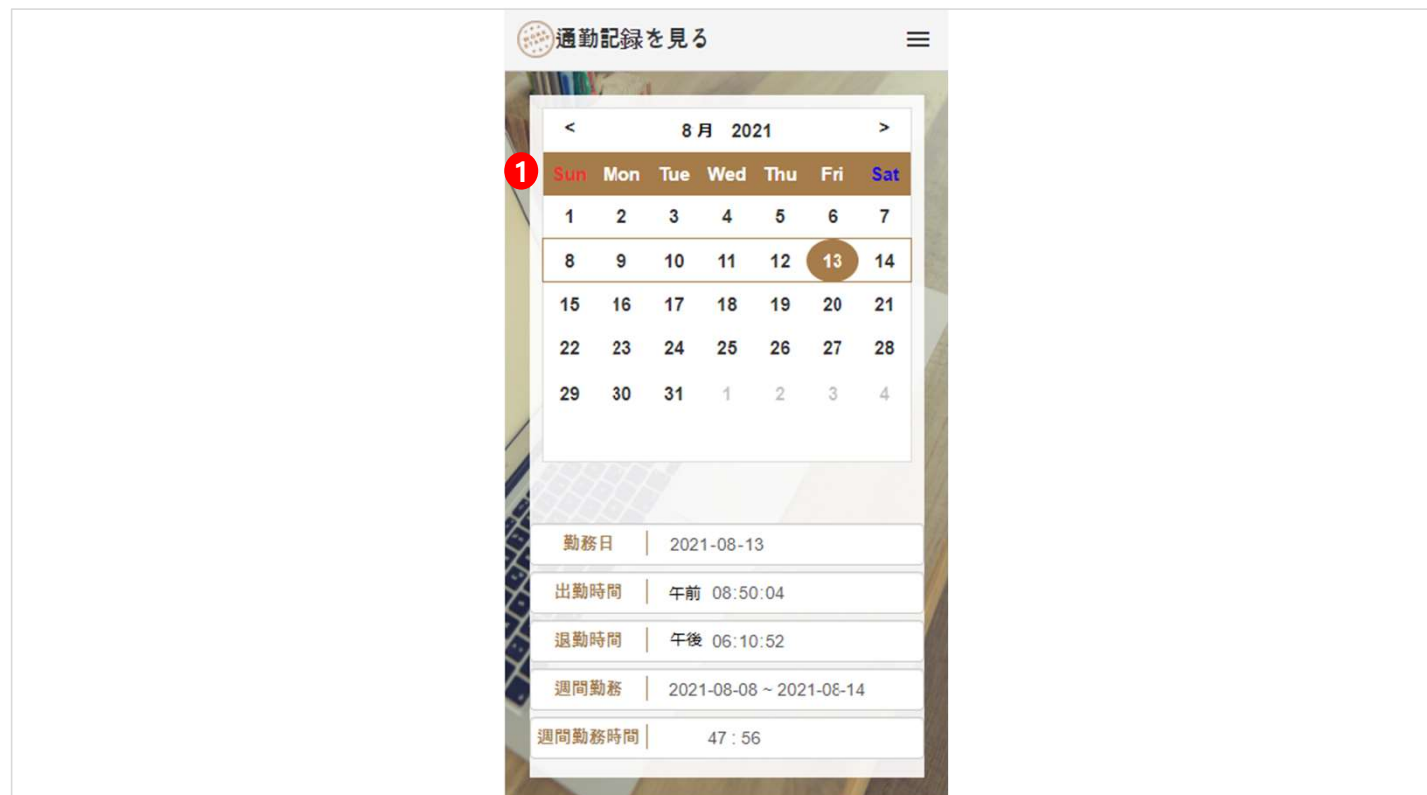 通勤記録を見る
< 8月 2021 >
1
Sun Mon Tue Wed Thu Fri Sat
1 2 3 4 5 6 7
8 9 10 11 12 13 14
15 16 17 18 19 20 21
22 23 24 25 26 27 28
29 30 31 1 2 3 4
勤務日 2021-08-13
出勤時間 午前 08:50:04
退勤時間 午後 06:10:52
週間勤務 2021-08-08 ~ 2021-08-14
週間勤務時間 47 : 56